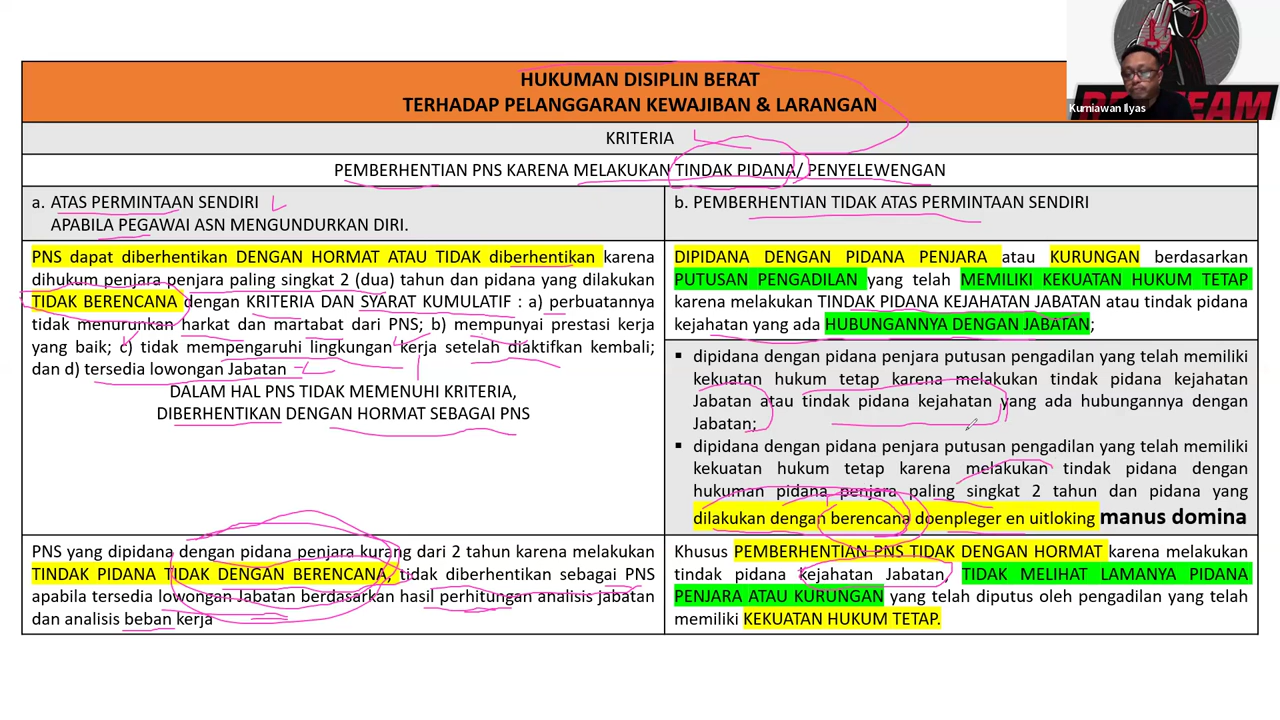 HUKUMAN DISIPLIN BERAT
TERHADAP PELANGGARAN KEWAJIBAN & LARANGAN
Kurniawan Ilyas
KRITERIA
PEMBERHENTIAN PNS KARENA MELAKUKAN TINDAK PIDANA/ PENYELEWENGAN
a. ATAS PERMINTAAN SENDIRI
APABILA PEGAWAI ASN MENGUNDURKAN DIRI.
b. PEMBERHENTIAN TIDAK ATAS PERMINTAAN SENDIRI
PNS dapat diberhentikan DENGAN HORMAT ATAU TIDAK diberhentikan karena
dihukum penjara penjara paling singkat 2 (dua) tahun dan pidana yang dilakukan
TIDAK BERENCANA dengan KRITERIA DAN SYARAT KUMULATIF : a) perbuatannya
tidak menurunkan harkat dan martabat dari PNS; b) mempunyai prestasi kerja
yang baik; c) tidak mempengaruhi lingkungan kerja setelah diaktifkan kembali;
dan d) tersedia lowongan Jabatan
DALAM HAL PNS TIDAK MEMENUHI KRITERIA,
DIBERHENTIKAN DENGAN HORMAT SEBAGAI PNS
DIPIDANA DENGAN PIDANA PENJARA atau KURUNGAN berdasarkan
PUTUSAN PENGADILAN yang telah MEMILIKI KEKUATAN HUKUM TETAP
karena melakukan TINDAK PIDANA KEJAHATAN JABATAN atau tindak pidana
kejahatan yang ada HUBUNGANNYA DENGAN JABATAN;
▪ dipidana dengan pidana penjara putusan pengadilan yang telah memiliki
kekuatan hukum tetap karena melakukan tindak pidana kejahatan
Jabatan atau tindak pidana kejahatan yang ada hubungannya dengan
Jabatan;
▪ dipidana dengan pidana penjara putusan pengadilan yang telah memiliki
kekuatan hukum tetap karena melakukan tindak pidana dengan
hukuman pidana penjara paling singkat 2 tahun dan pidana yang
dilakukan dengan berencana doenpleger en uitloking manus domina
PNS yang dipidana dengan pidana penjara kurang dari 2 tahun karena melakukan
TINDAK PIDANA TIDAK DENGAN BERENCANA, tidak diberhentikan sebagai PNS
apabila tersedia lowongan Jabatan berdasarkan hasil perhitungan analisis jabatan
dan analisis beban kerja
Khusus PEMBERHENTIAN PNS TIDAK DENGAN HORMAT karena melakukan
tindak pidana kejahatan Jabatan, TIDAK MELIHAT LAMANYA PIDANA
PENJARA ATAU KURUNGAN yang telah diputus oleh pengadilan yang telah
memiliki KEKUATAN HUKUM TETAP.